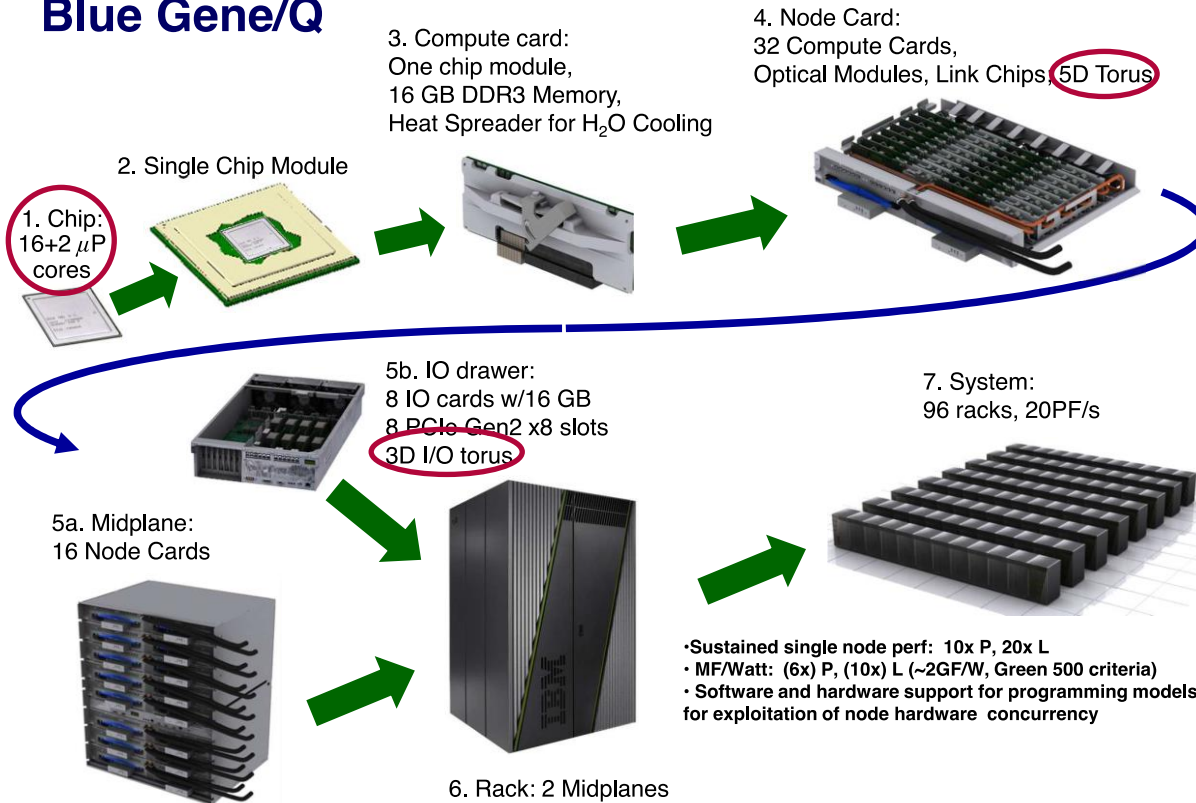 Blue Gene/Q
1. Chip:
16+2 μP
cores
2. Single Chip Module
3. Compute card:
One chip module,
16 GB DDR3 Memory,
Heat Spreader for H₂O Cooling
4. Node Card:
32 Compute Cards,
Optical Modules, Link Chips, 5D Torus
5a. Midplane:
16 Node Cards
5b. IO drawer:
8 IO cards w/16 GB
8 PCIe Gen2 x8 slots
3D I/O torus
IBM
6. Rack: 2 Midplanes
7. System:
96 racks, 20PF/s
•Sustained single node perf: 10x P, 20x L
• MF/Watt: (6x) P, (10x) L (~2GF/W, Green 500 criteria)
• Software and hardware support for programming models
for exploitation of node hardware concurrency